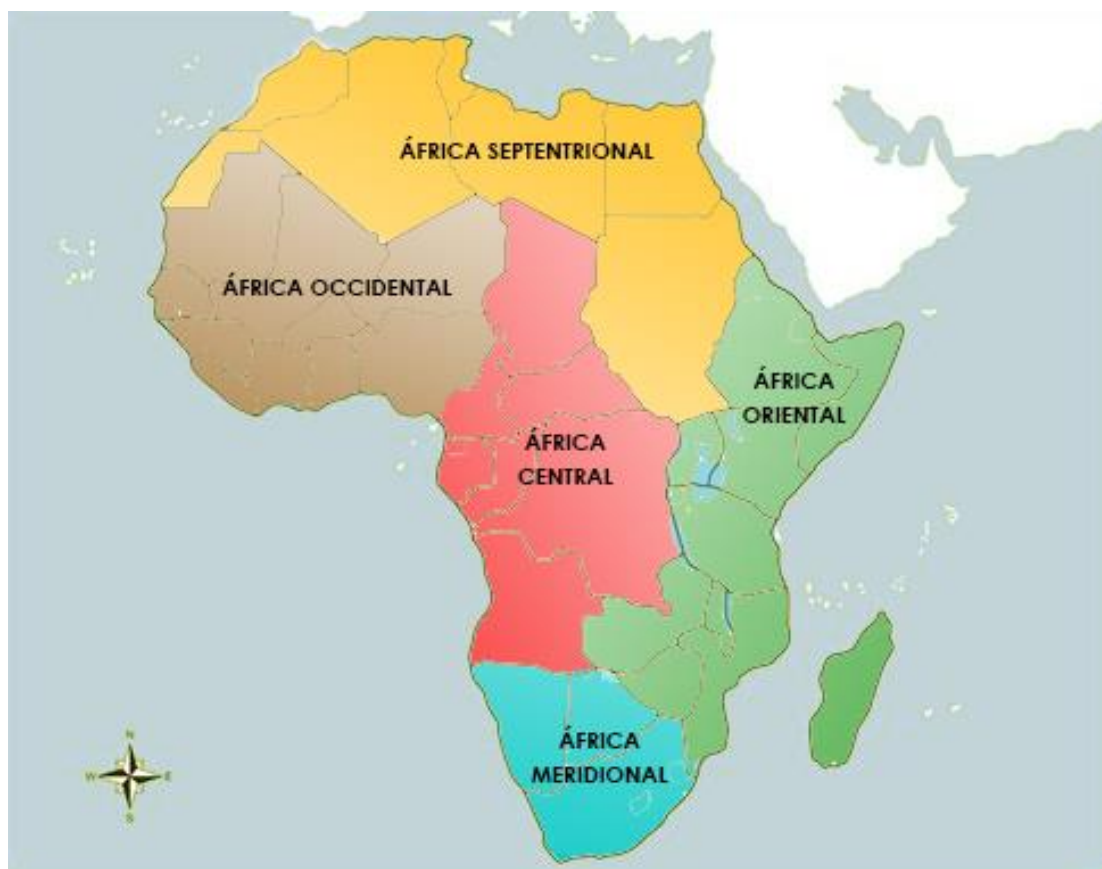 ÁFRICA SEPTENTRIONAL
ÁFRICA OCCIDENTAL
ÁFRICA
ORIENTAL
ÁFRICA
CENTRAL
ÁFRICA
MERIDIONAL
N
W E
S